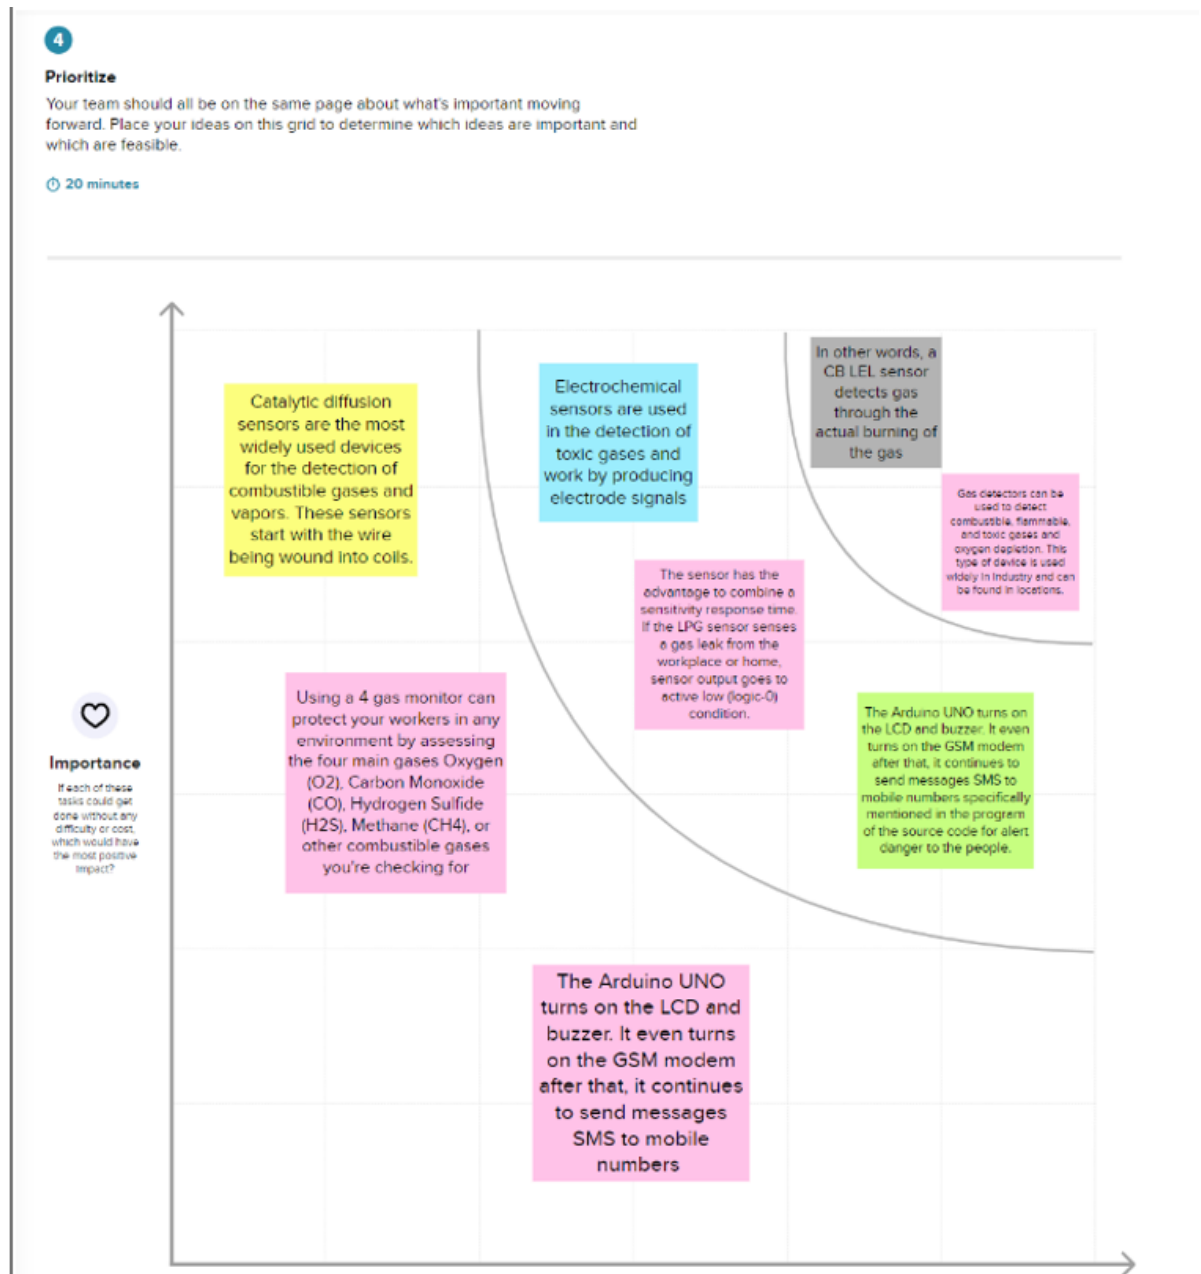 4
Prioritize
Your team should all be on the same page about what's important moving
forward. Place your ideas on this grid to determine which ideas are important and
which are feasible.
20 minutes
Catalytic diffusion
sensors are the most
widely used devices
for the detection of
combustible gases and
vapors. These sensors
start with the wire
being wound into coils.
Electrochemical
sensors are used
in the detection of
toxic gases and
work by producing
electrode signals
In other words, a
CB LEL sensor
detects gas
through the
actual burning of
the gas
Gas detectors can be
used to detect
combustible, flammable,
and toxic gases and
oxygen depletion. This
type of device is used
widely in industry and can
be found in locations.
The sensor has the
advantage to combine a
sensitivity response time.
If the LPG sensor senses
a gas leak from the
workplace or home,
sensor output goes to
active low (logic-0)
condition.
Using a 4 gas monitor can
protect your workers in any
environment by assessing
the four main gases Oxygen
(O2), Carbon Monoxide
(CO), Hydrogen Sulfide
(H2S), Methane (CH4), or
other combustible gases
you're checking for
The Arduino UNO turns on
the LCD and buzzer. It even
turns on the GSM modem
after that, it continues to
send messages SMS to
mobile numbers specifically
mentioned in the program
of the source code for alert
danger to the people.
Importance
If each of these
tasks could get
done without any
difficulty or cost,
which would have
the most positive
impact?
The Arduino UNO
turns on the LCD and
buzzer. It even turns
on the GSM modem
after that, it continues
to send messages
SMS to mobile
numbers